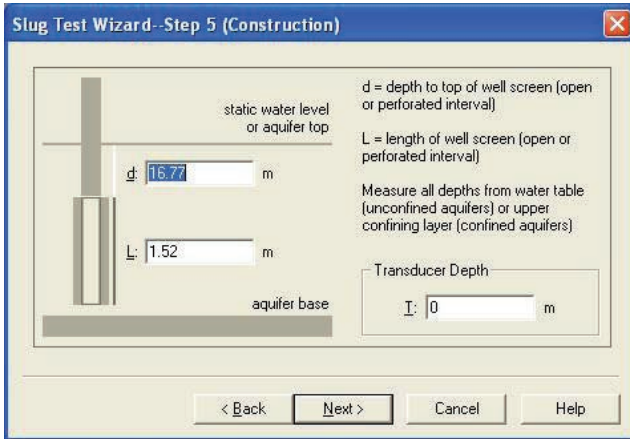 Slug Test Wizard--Step 5 (Construction)
static water level
or aquifer top
d: 16.77 m
L: 1.52 m
aquifer base
d = depth to top of well screen (open
or perforated interval)
L = length of well screen (open or
perforated interval)
Measure all depths from water table
(unconfined aquifers) or upper
confining layer (confined aquifers)
Transducer Depth
T: 0 m
< Back Next > Cancel Help